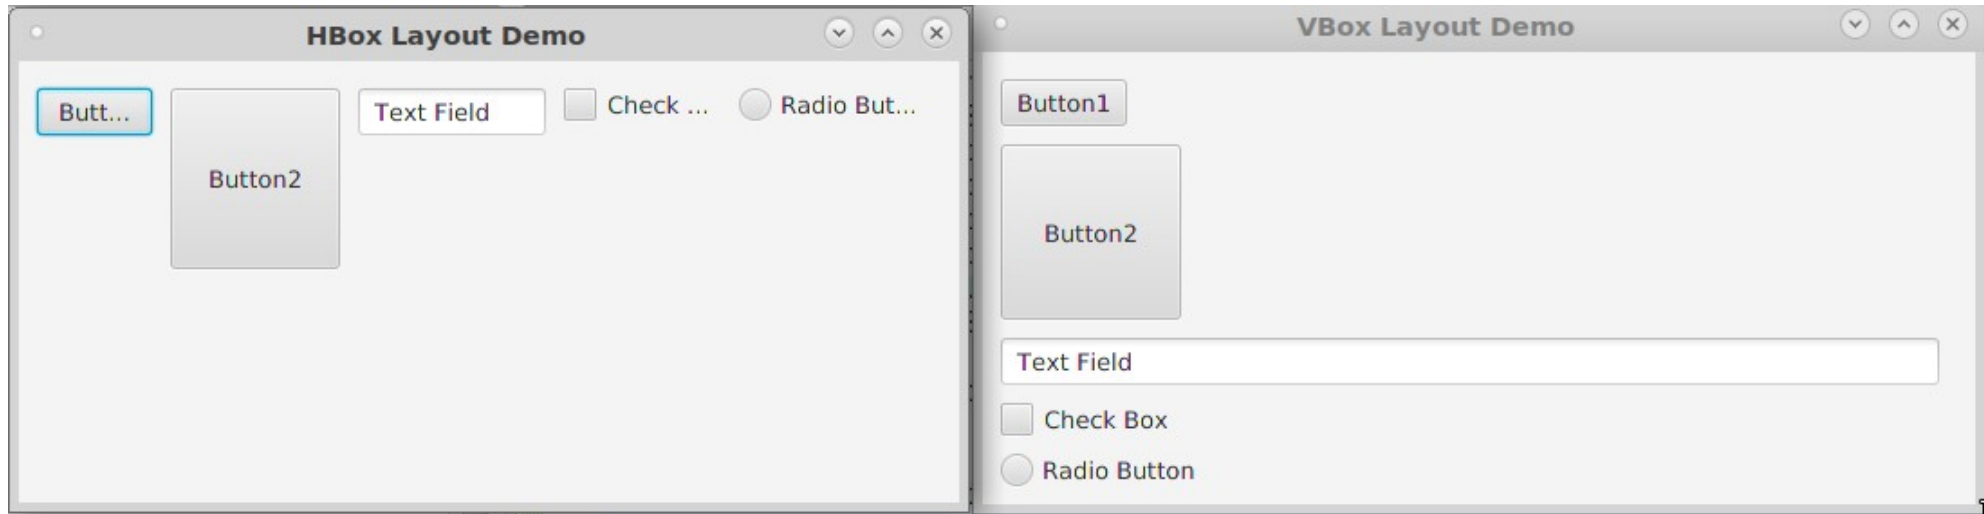 HBox Layout Demo
Butt...
Button2
Text Field
Check ...
Radio But...
VBox Layout Demo
Button1
Button2
Text Field
Check Box
Radio Button